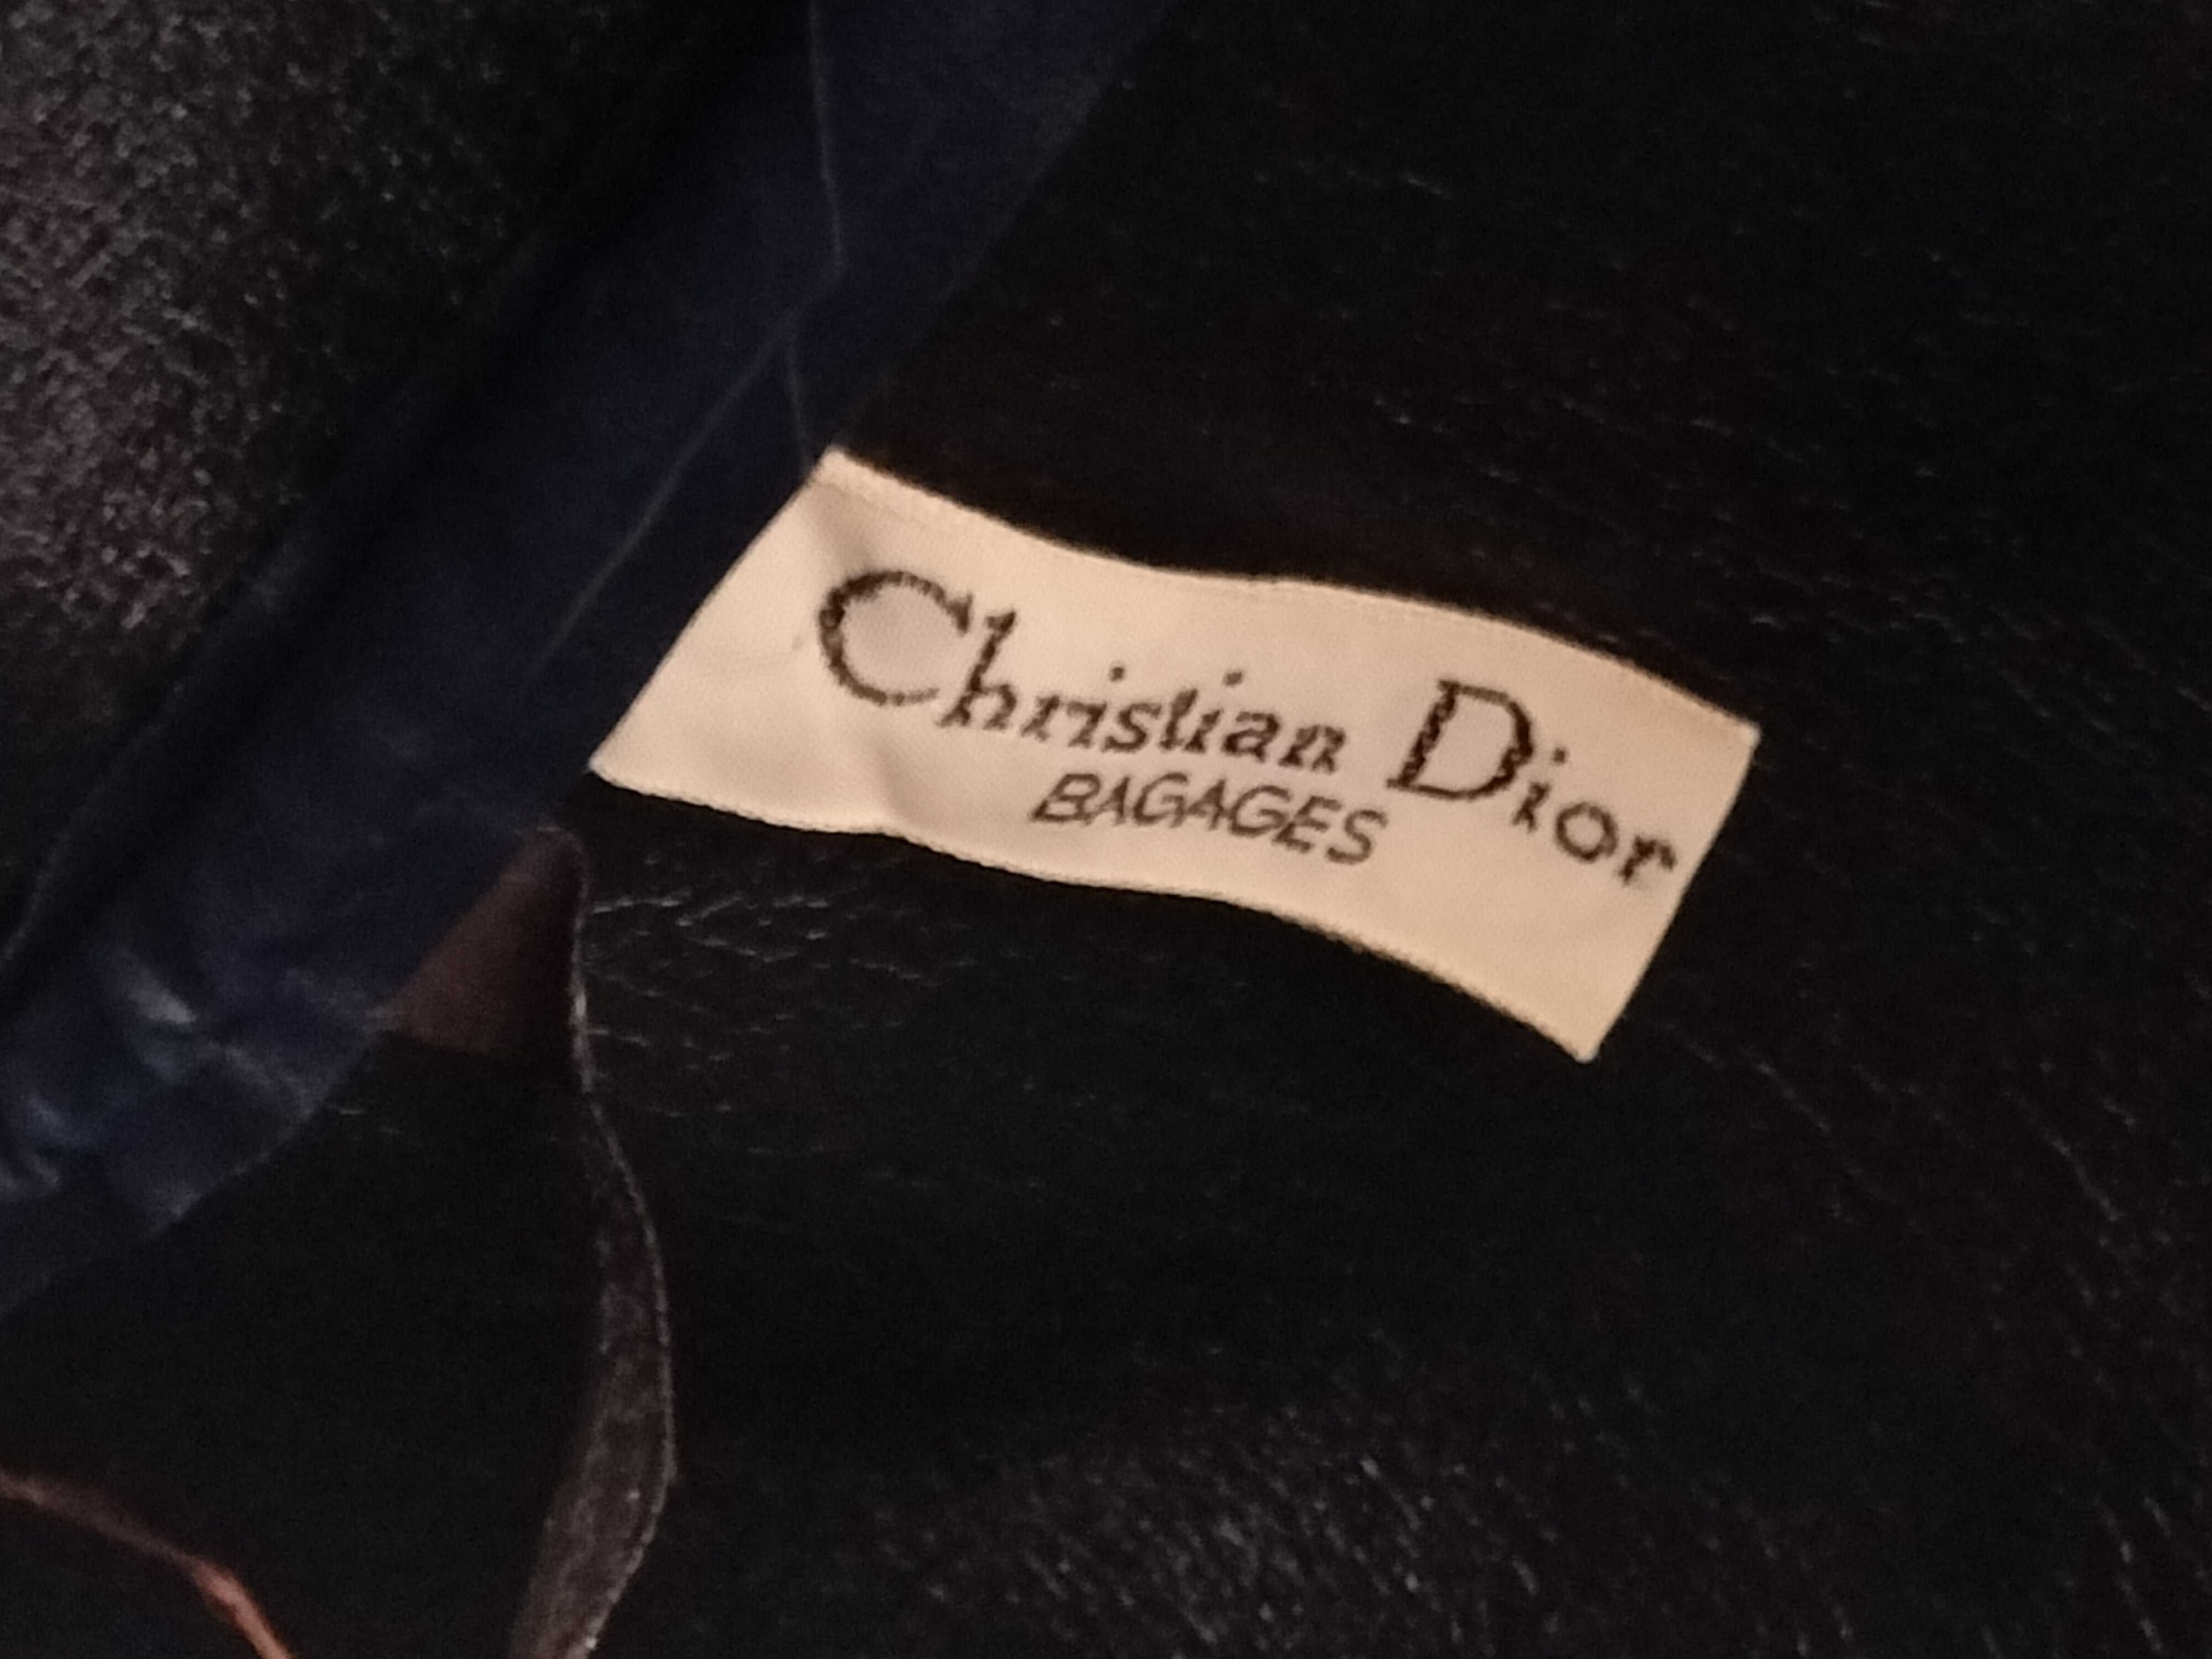 Christian Dior
BAGAGES